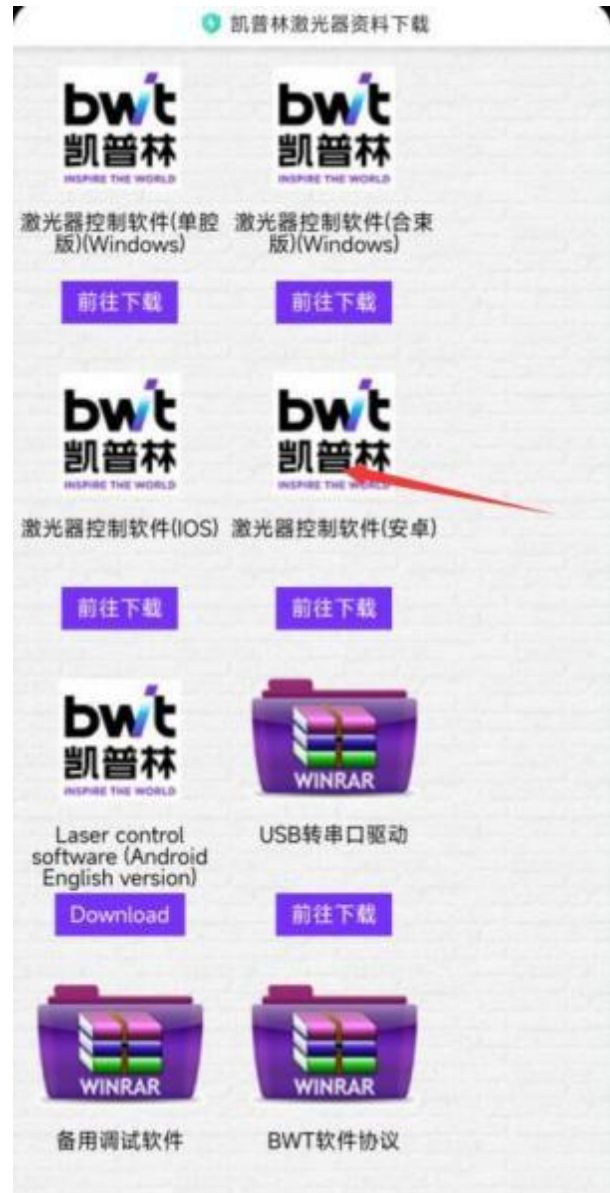 凯普林激光器资料下载
bwt
凯普林
INSPIRE THE WORLD
bwt
凯普林
INSPIRE THE WORLD
激光器控制软件(单腔
版)(Windows)
激光器控制软件(合束
版)(Windows)
前往下载
前往下载
bwt
凯普林
INSPIRE THE WORLD
bwt
凯普林
INSPIRE THE WORLD
激光器控制软件(IOS)
激光器控制软件(安卓)
前往下载
前往下载
bwt
凯普林
INSPIRE THE WORLD
WINRAR
Laser control
software (Android
English version)
USB转串口驱动
Download
前往下载
WINRAR
WINRAR
备用调试软件
BWT软件协议